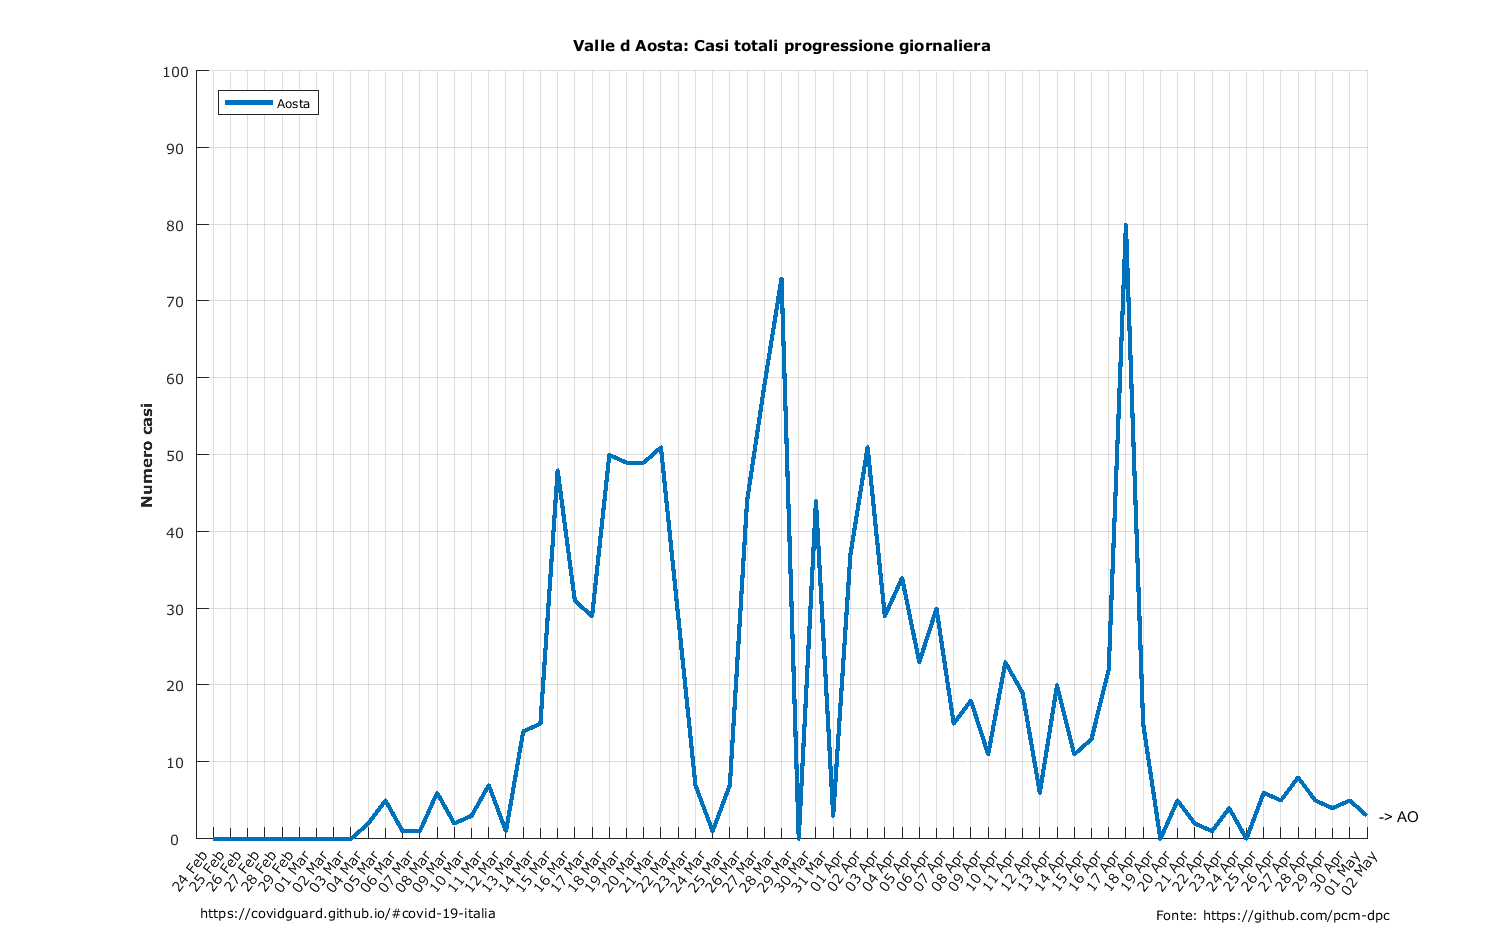 Valle d Aosta: Casi totali progressione giornaliera
Aosta
Numero casi
100
90
80
70
60
50
40
30
20
10
0
-> AO
24 Feb
25 Feb
26 Feb
27 Feb
28 Feb
29 Feb
01 Mar
02 Mar
03 Mar
04 Mar
05 Mar
06 Mar
07 Mar
08 Mar
09 Mar
10 Mar
11 Mar
12 Mar
13 Mar
14 Mar
15 Mar
16 Mar
17 Mar
18 Mar
19 Mar
20 Mar
21 Mar
22 Mar
23 Mar
24 Mar
25 Mar
26 Mar
27 Mar
28 Mar
29 Mar
30 Mar
31 Mar
01 Apr
02 Apr
03 Apr
04 Apr
05 Apr
06 Apr
07 Apr
08 Apr
09 Apr
10 Apr
11 Apr
12 Apr
13 Apr
14 Apr
15 Apr
16 Apr
17 Apr
18 Apr
19 Apr
20 Apr
21 Apr
22 Apr
23 Apr
24 Apr
25 Apr
26 Apr
27 Apr
28 Apr
29 Apr
30 Apr
01 May
02 May
https://covidguard.github.io/#covid-19-italia
Fonte: https://github.com/pcm-dpc